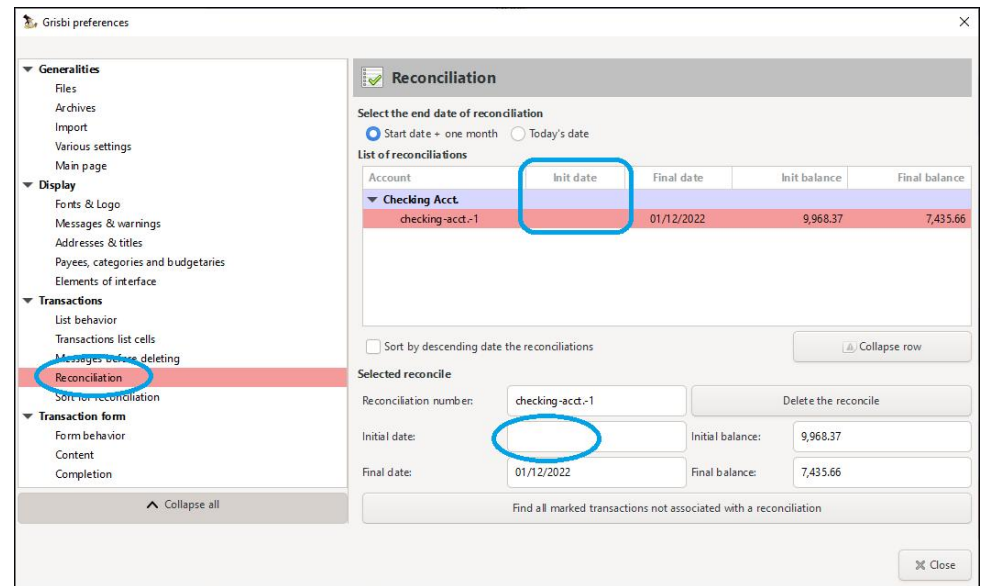 Grisbi preferences
Generalities
Files
Archives
Import
Various settings
Main page
Display
Fonts & Logo
Messages & warnings
Addresses & titles
Payees, categories and budgetaries
Elements of interface
Transactions
List behavior
Transactions list cells
Messages before deleting
Reconciliation
Sort for reconciliation
Transaction form
Form behavior
Content
Completion
Collapse all
Reconciliation
Select the end date of reconciliation
Start date + one month Today's date
List of reconciliations
Account Init date Final date Init balance Final balance
Checking Acct.
checking-acct.-1 01/12/2022 9,968.37 7,435.66
Sort by descending date the reconciliations Collapse row
Selected reconcile
Reconciliation number: checking-acct.-1 Delete the reconcile
Initial date: Initial balance: 9,968.37
Final date: 01/12/2022 Final balance: 7,435.66
Find all marked transactions not associated with a reconciliation
Close